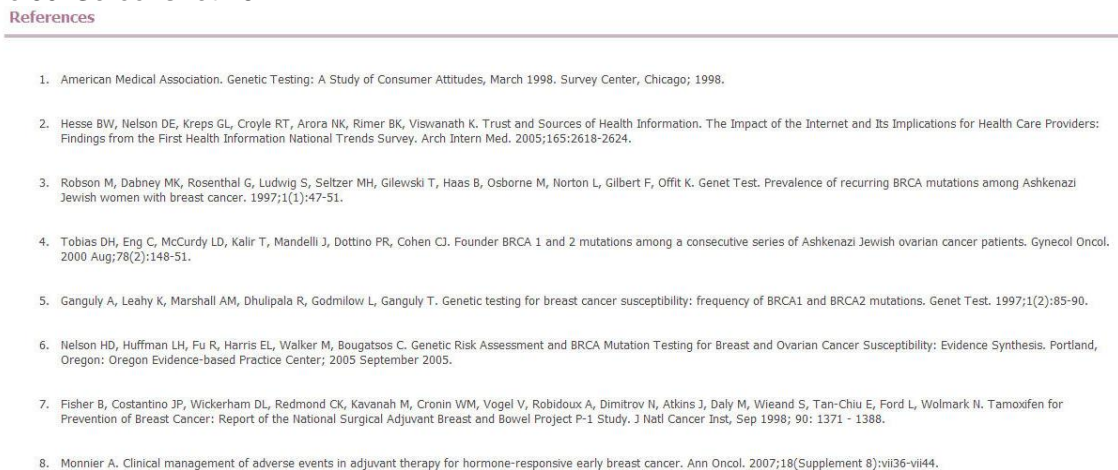 References
1. American Medical Association. Genetic Testing: A Study of Consumer Attitudes, March 1998. Survey Center, Chicago; 1998.
2. Hesse BW, Nelson DE, Kreps GL, Croyle RT, Arora NK, Rimer BK, Viswanath K. Trust and Sources of Health Information. The Impact of the Internet and Its Implications for Health Care Providers:
Findings from the First Health Information National Trends Survey. Arch Intern Med. 2005;165:2618-2624.
3. Robson M, Dabney MK, Rosenthal G, Ludwig S, Seltzer MH, Gilewski T, Haas B, Osborne M, Norton L, Gilbert F, Offit K. Genet Test. Prevalence of recurring BRCA mutations among Ashkenazi
Jewish women with breast cancer. 1997;1(1):47-51.
4. Tobias DH, Eng C, McCurdy LD, Kalir T, Mandelli J, Dottino PR, Cohen CJ. Founder BRCA 1 and 2 mutations among a consecutive series of Ashkenazi Jewish ovarian cancer patients. Gynecol Oncol.
2000 Aug;78(2):148-51.
5. Ganguly A, Leahy K, Marshall AM, Dhulipala R, Godmilow L, Ganguly T. Genetic testing for breast cancer susceptibility: frequency of BRCA1 and BRCA2 mutations. Genet Test. 1997;1(2):85-90.
6. Nelson HD, Huffman LH, Fu R, Harris EL, Walker M, Bougatsos C. Genetic Risk Assessment and BRCA Mutation Testing for Breast and Ovarian Cancer Susceptibility: Evidence Synthesis. Portland,
Oregon: Oregon Evidence-based Practice Center; 2005 September 2005.
7. Fisher B, Costantino JP, Wickerham DL, Redmond CK, Kavanah M, Cronin WM, Vogel V, Robidoux A, Dimitrov N, Atkins J, Daly M, Wieand S, Tan-Chiu E, Ford L, Wolmark N. Tamoxifen for
Prevention of Breast Cancer: Report of the National Surgical Adjuvant Breast and Bowel Project P-1 Study. J Natl Cancer Inst, Sep 1998; 90: 1371 - 1388.
8. Monnier A. Clinical management of adverse events in adjuvant therapy for hormone-responsive early breast cancer. Ann Oncol. 2007;18(Supplement 8):vii36-vii44.